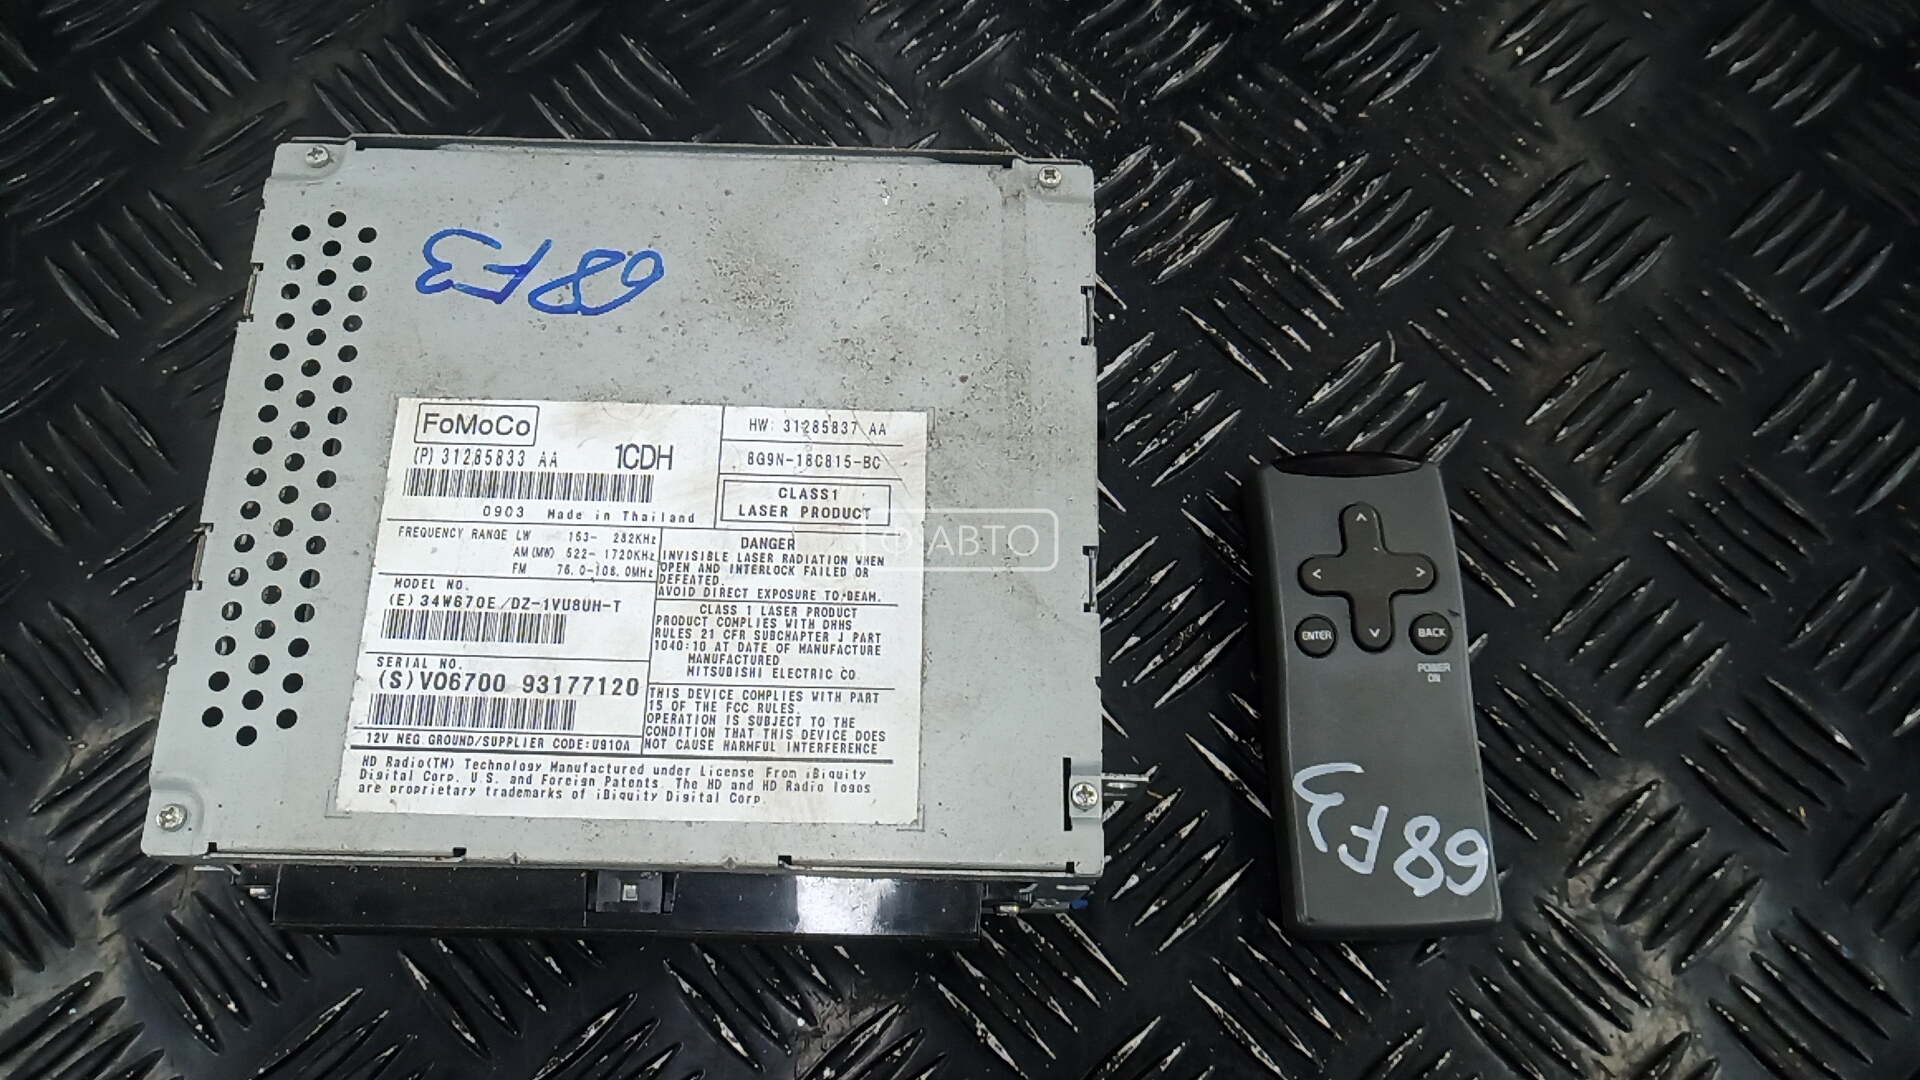 68F3
FoMoCo
(P) 31285833 AA 1CDH
0903 Made in Thailand
HW: 31285837 AA
8G9N-18C815-BC
CLASS1
LASER PRODUCT
FREQUENCY RANGE LW 153- 282KHz
AM(MW) 522- 1720KHz
FM 76.0-108.0MHz
MODEL NO.
(E) 34W670E/DZ-1VU8UH-T
SERIAL NO.
(S) VO6700 93177120
12V NEG.GROUND/SUPPLIER CODE:U910A
DANGER
INVISIBLE LASER RADIATION WHEN
OPEN AND INTERLOCK FAILED OR
DEFEATED.
AVOID DIRECT EXPOSURE TO BEAM.
CLASS 1 LASER PRODUCT
PRODUCT COMPLIES WITH DHHS
RULES 21 CFR SUBCHAPTER J PART
1040:10 AT DATE OF MANUFACTURE
MANUFACTURED
MITSUBISHI ELECTRIC CO.
THIS DEVICE COMPLIES WITH PART
15 OF THE FCC RULES.
OPERATION IS SUBJECT TO THE
CONDITION THAT THIS DEVICE DOES
NOT CAUSE HARMFUL INTERFERENCE
HD Radio(TM) Technology Manufactured under License From iBiquity
Digital Corp. U.S. and Foreign Patents. The HD and HD Radio logos
are proprietary trademarks of iBiquity Digital Corp.
АВТО
ENTER
BACK
POWER
ON
68F3